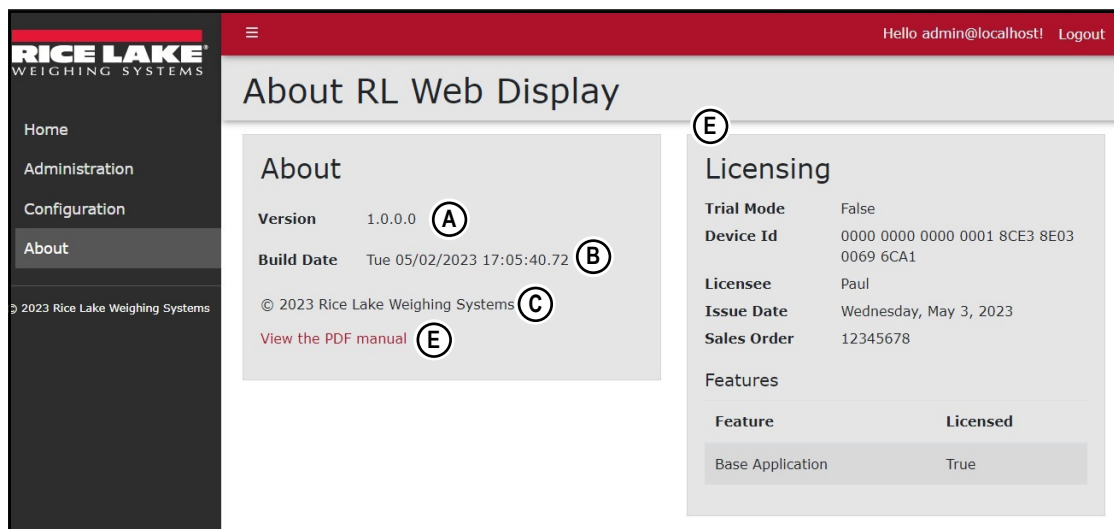 RICE LAKE®
WEIGHING SYSTEMS
Home
Administration
Configuration
About
© 2023 Rice Lake Weighing Systems
☰
Hello admin@localhost! Logout
About RL Web Display
About
Version 1.0.0.0 A
Build Date Tue 05/02/2023 17:05:40.72 B
© 2023 Rice Lake Weighing Systems C
View the PDF manual E
E
Licensing
Trial Mode False
Device Id 0000 0000 0000 0001 8CE3 8E03
0069 6CA1
Licensee Paul
Issue Date Wednesday, May 3, 2023
Sales Order 12345678
Features
Feature Licensed
Base Application True